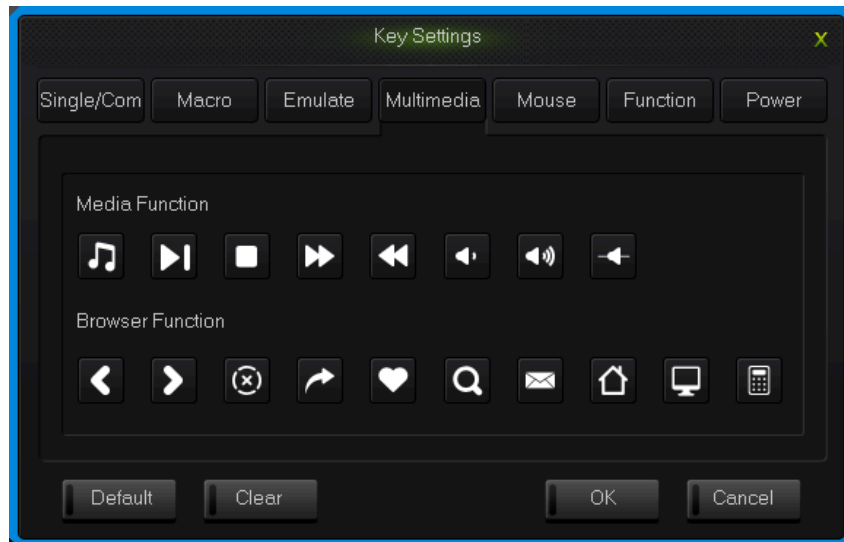 Key Settings
X
Single/Com Macro Emulate Multimedia Mouse Function Power
Media Function
Browser Function
Default Clear OK Cancel